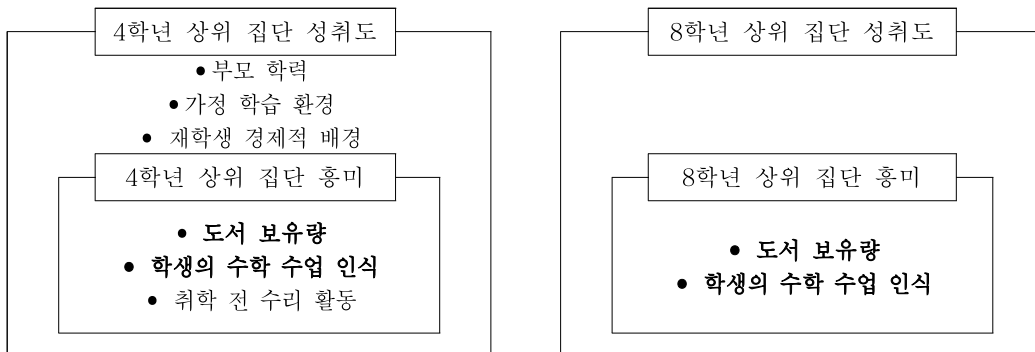 4학년 상위 집단 성취도
● 부모 학력
● 가정 학습 환경
● 재학생 경제적 배경
4학년 상위 집단 흥미
● 도서 보유량
● 학생의 수학 수업 인식
● 취학 전 수리 활동
8학년 상위 집단 성취도
8학년 상위 집단 흥미
● 도서 보유량
● 학생의 수학 수업 인식